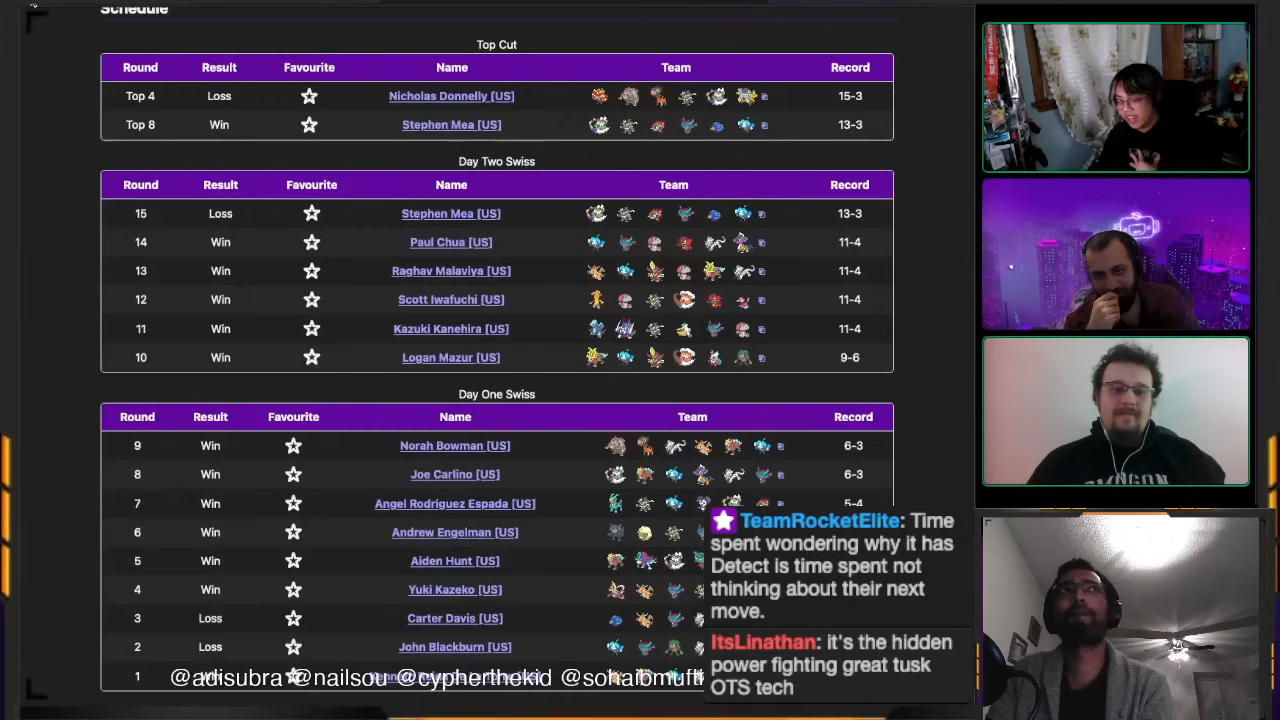 Schedule
Top Cut
Round Result Favourite Name Team Record
Top 4 Loss Nicholas Donnelly [US] 15-3
Top 8 Win Stephen Mea [US] 13-3
Day Two Swiss
Round Result Favourite Name Team Record
15 Loss Stephen Mea [US] 13-3
14 Win Paul Chua [US] 11-4
13 Win Raghav Malaviya [US] 11-4
12 Win Scott Iwafuchi [US] 11-4
11 Win Kazuki Kanehira [US] 11-4
10 Win Logan Mazur [US] 9-6
Day One Swiss
Round Result Favourite Name Team Record
9 Win Norah Bowman [US] 6-3
8 Win Joe Carlino [US] 6-3
7 Win Angel Rodriguez Espada [US] 5-4
6 Win Andrew Engelman [US]
5 Win Aiden Hunt [US]
4 Win Yuki Kazeko [US]
3 Loss Carter Davis [US]
2 Loss John Blackburn [US]
1
@nailsou @cypherthekid
TeamRocketElite: Time
spent wondering why it has
Detect is time spent not
thinking about their next
move.
ItsLinathan: it's the hidden
power fighting great tusk
OTS tech
SEMI-FINALIST